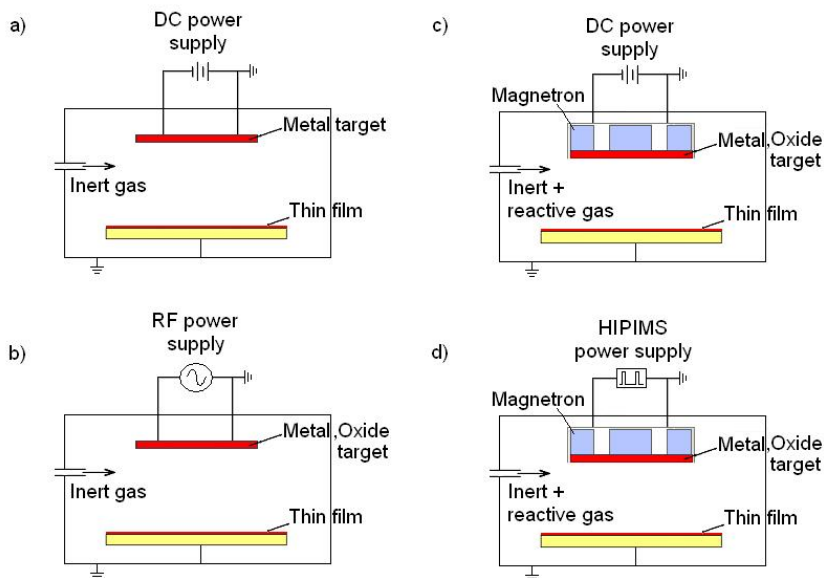 a)
DC power
supply
Metal target
Inert gas
Thin film
c)
DC power
supply
Magnetron
Metal,Oxide
target
Inert +
reactive gas
Thin film
b)
RF power
supply
Metal,Oxide
target
Inert gas
Thin film
d)
HIPIMS
power supply
Magnetron
Metal,Oxide
target
Inert +
reactive gas
Thin film